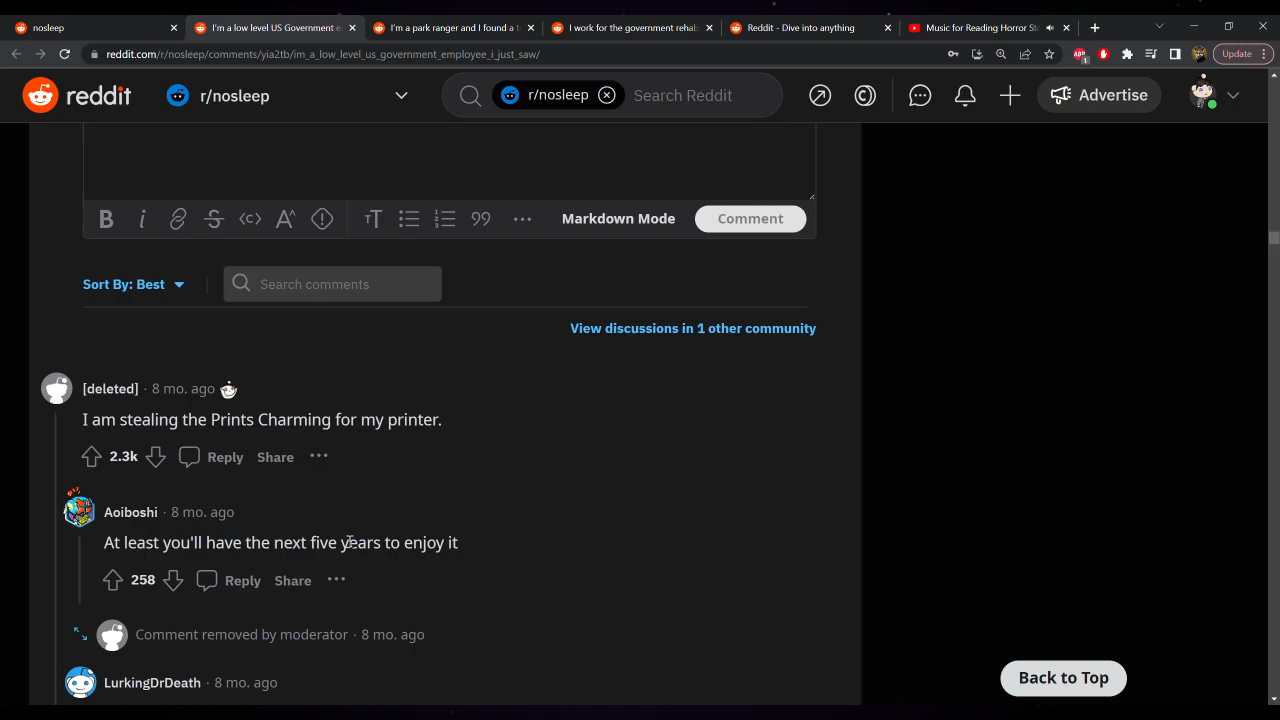 nosleep
I'm a low level US Government e
I'm a park ranger and I found a t
I work for the government rehab
Reddit - Dive into anything
Music for Reading Horror Sto
reddit.com/r/nosleep/comments/yia2tb/im_a_low_level_us_government_employee_i_just_saw/
ABP
1
Update
reddit
r/nosleep
r/nosleep
Search Reddit
Advertise
Markdown Mode
Comment
Sort By: Best
Search comments
View discussions in 1 other community
[deleted] · 8 mo. ago
I am stealing the Prints Charming for my printer.
2.3k
Reply
Share
Aoiboshi · 8 mo. ago
At least you'll have the next five years to enjoy it
258
Reply
Share
Comment removed by moderator · 8 mo. ago
LurkingDrDeath · 8 mo. ago
Back to Top